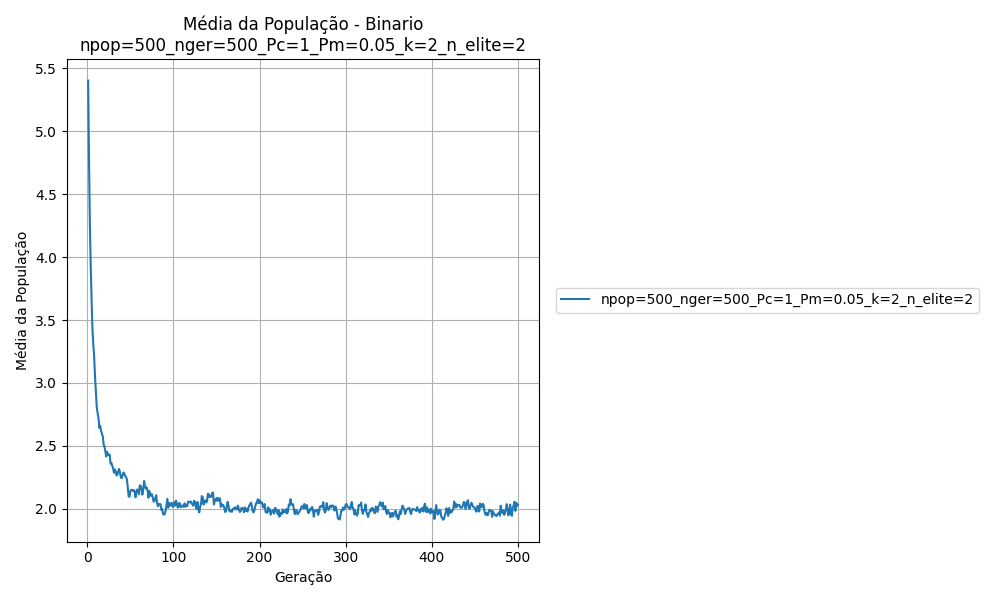 Média da População - Binario
npop=500_nger=500_Pc=1_Pm=0.05_k=2_n_elite=2
5.5
5.0
4.5
4.0
3.5
3.0
2.5
2.0
Média da População
0 100 200 300 400 500
Geração
npop=500_nger=500_Pc=1_Pm=0.05_k=2_n_elite=2